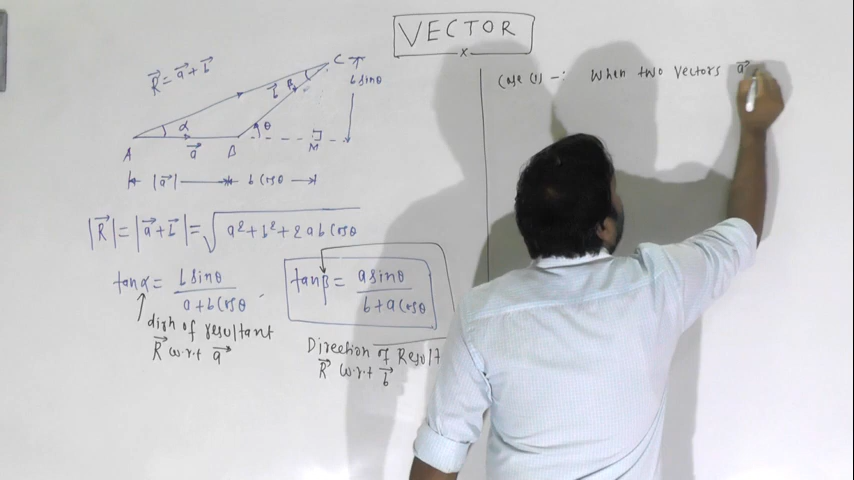 VECTOR
x
R⃗ = a⃗ + b⃗
C
b sinθ
b⃗
β
α
θ
A
a⃗
B
M
|a⃗| b Cosθ
|R⃗| = |a⃗ + b⃗| = √(a² + b² + 2ab Cosθ)
tanα = b sinθ / (a + b Cosθ)
tanβ = a sinθ / (b + a Cosθ)
dirn of resultant
R⃗ w.r.t a⃗
Direction of Result
R⃗ w.r.t b⃗
Case (1) -: When two vectors a⃗